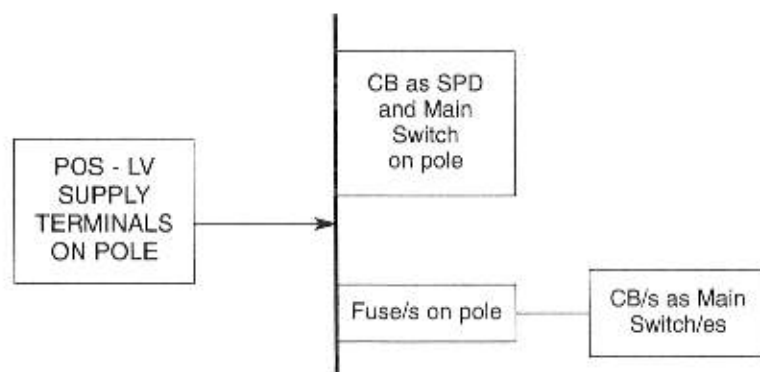 CB as SPD
and Main
Switch
on pole
POS - LV
SUPPLY
TERMINALS
ON POLE
Fuse/s on pole
CB/s as Main
Switch/es